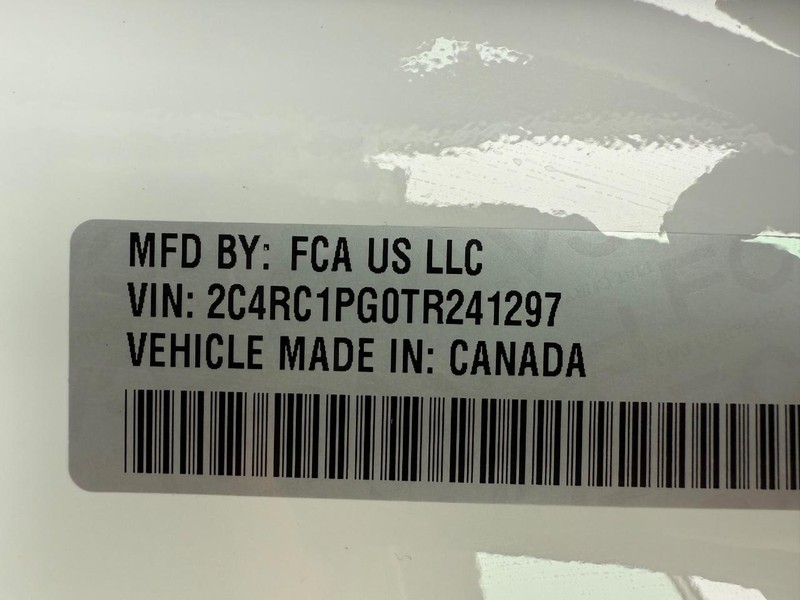 MFD BY: FCA US LLC
VIN: 2C4RC1PG0TR241297
VEHICLE MADE IN: CANADA